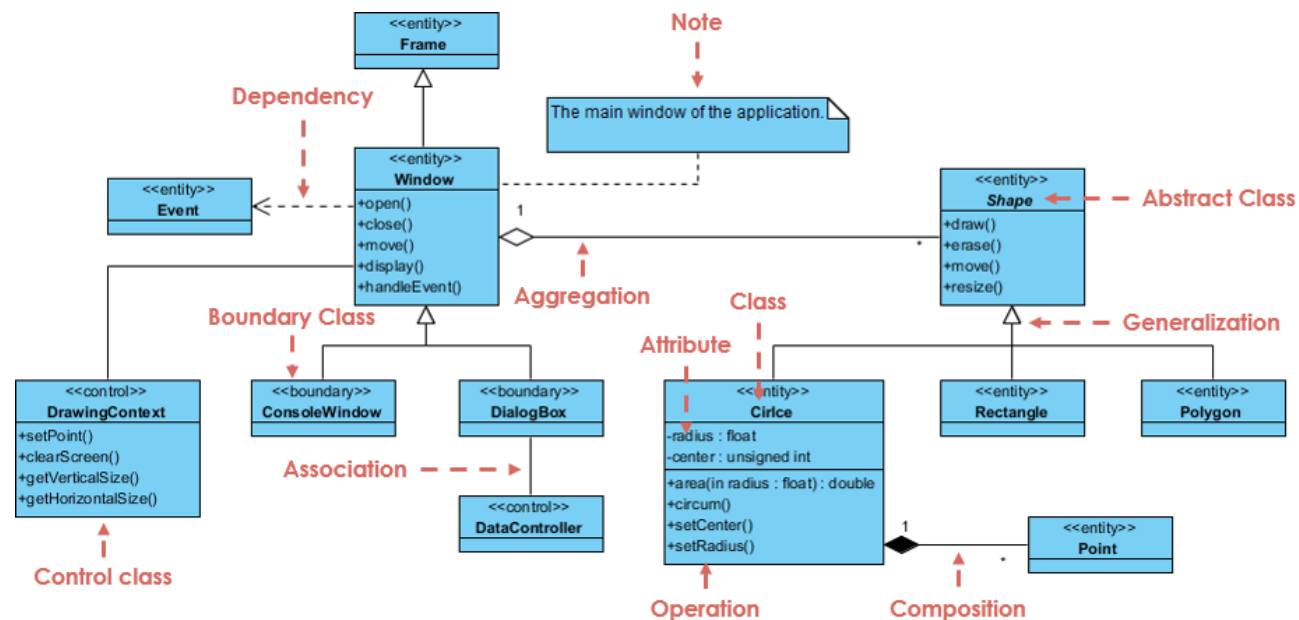 <<entity>>
Frame
Note
Dependency
The main window of the application.
<<entity>>
Window
+open()
+close()
+move()
+display()
+handleEvent()
<<entity>>
Event
1
*
Aggregation
<<entity>>
Shape
+draw()
+erase()
+move()
+resize()
Abstract Class
Generalization
Boundary Class
Class
Attribute
<<control>>
DrawingContext
+setPoint()
+clearScreen()
+getVerticalSize()
+getHorizontalSize()
Control class
<<boundary>>
ConsoleWindow
<<boundary>>
DialogBox
Association
<<control>>
DataController
<<entity>>
Cirlce
-radius : float
-center : unsigned int
+area(in radius : float) : double
+circum()
+setCenter()
+setRadius()
Operation
<<entity>>
Rectangle
<<entity>>
Polygon
1
*
Composition
<<entity>>
Point